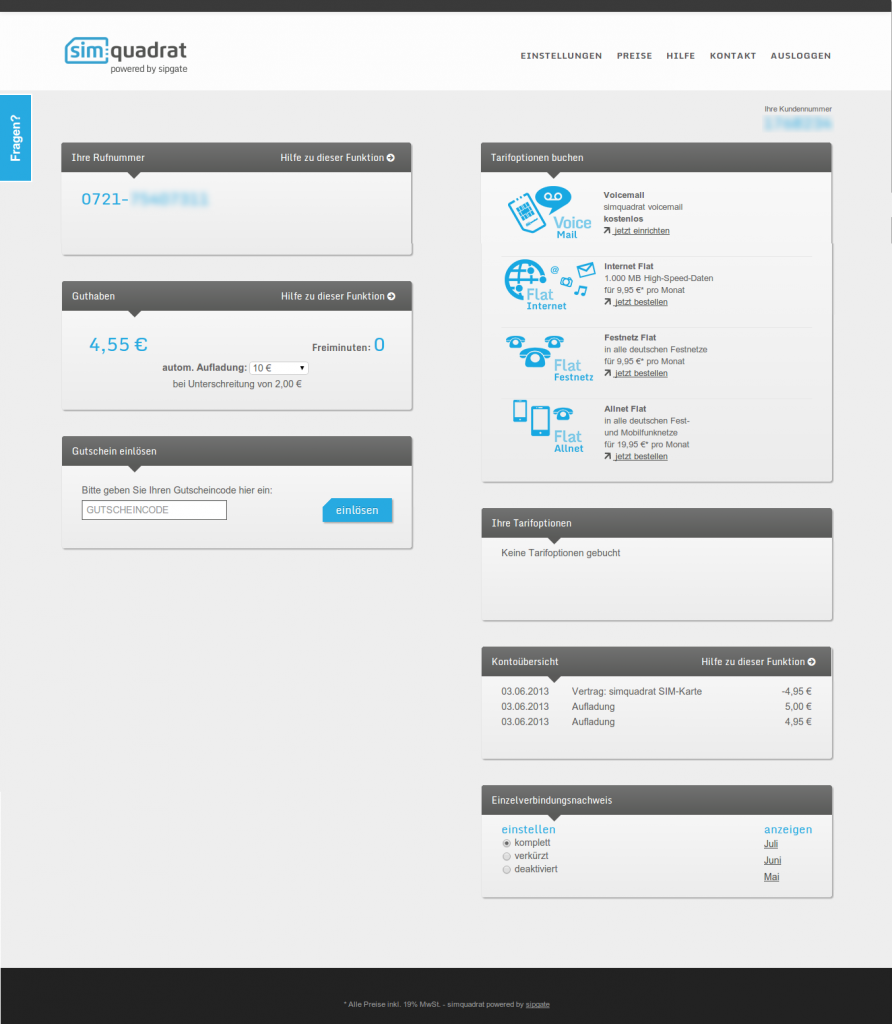 simquadrat
powered by sipgate
EINSTELLUNGEN PREISE HILFE KONTAKT AUSLOGGEN
Fragen?
Ihre Kundennummer
Ihre Rufnummer Hilfe zu dieser Funktion
0721-
Guthaben Hilfe zu dieser Funktion
4,55 €
Freiminuten: 0
autom. Aufladung: 10 €
bei Unterschreitung von 2,00 €
Gutschein einlösen
Bitte geben Sie Ihren Gutscheincode hier ein:
GUTSCHEINCODE
einlösen
Tarifoptionen buchen
Voice
Mail
Voicemail
simquadrat voicemail
kostenlos
jetzt einrichten
@
Flat
Internet
Internet Flat
1.000 MB High-Speed-Daten
für 9,95 €* pro Monat
jetzt bestellen
Flat
Festnetz
Festnetz Flat
in alle deutschen Festnetze
für 9,95 €* pro Monat
jetzt bestellen
Flat
Allnet
Allnet Flat
in alle deutschen Fest-
und Mobilfunknetze
für 19,95 €* pro Monat
jetzt bestellen
Ihre Tarifoptionen
Keine Tarifoptionen gebucht
Kontoübersicht Hilfe zu dieser Funktion
03.06.2013 Vertrag: simquadrat SIM-Karte -4,95 €
03.06.2013 Aufladung 5,00 €
03.06.2013 Aufladung 4,95 €
Einzelverbindungsnachweis
einstellen
komplett
verkürzt
deaktiviert
anzeigen
Juli
Juni
Mai
* Alle Preise inkl. 19% MwSt. - simquadrat powered by sipgate